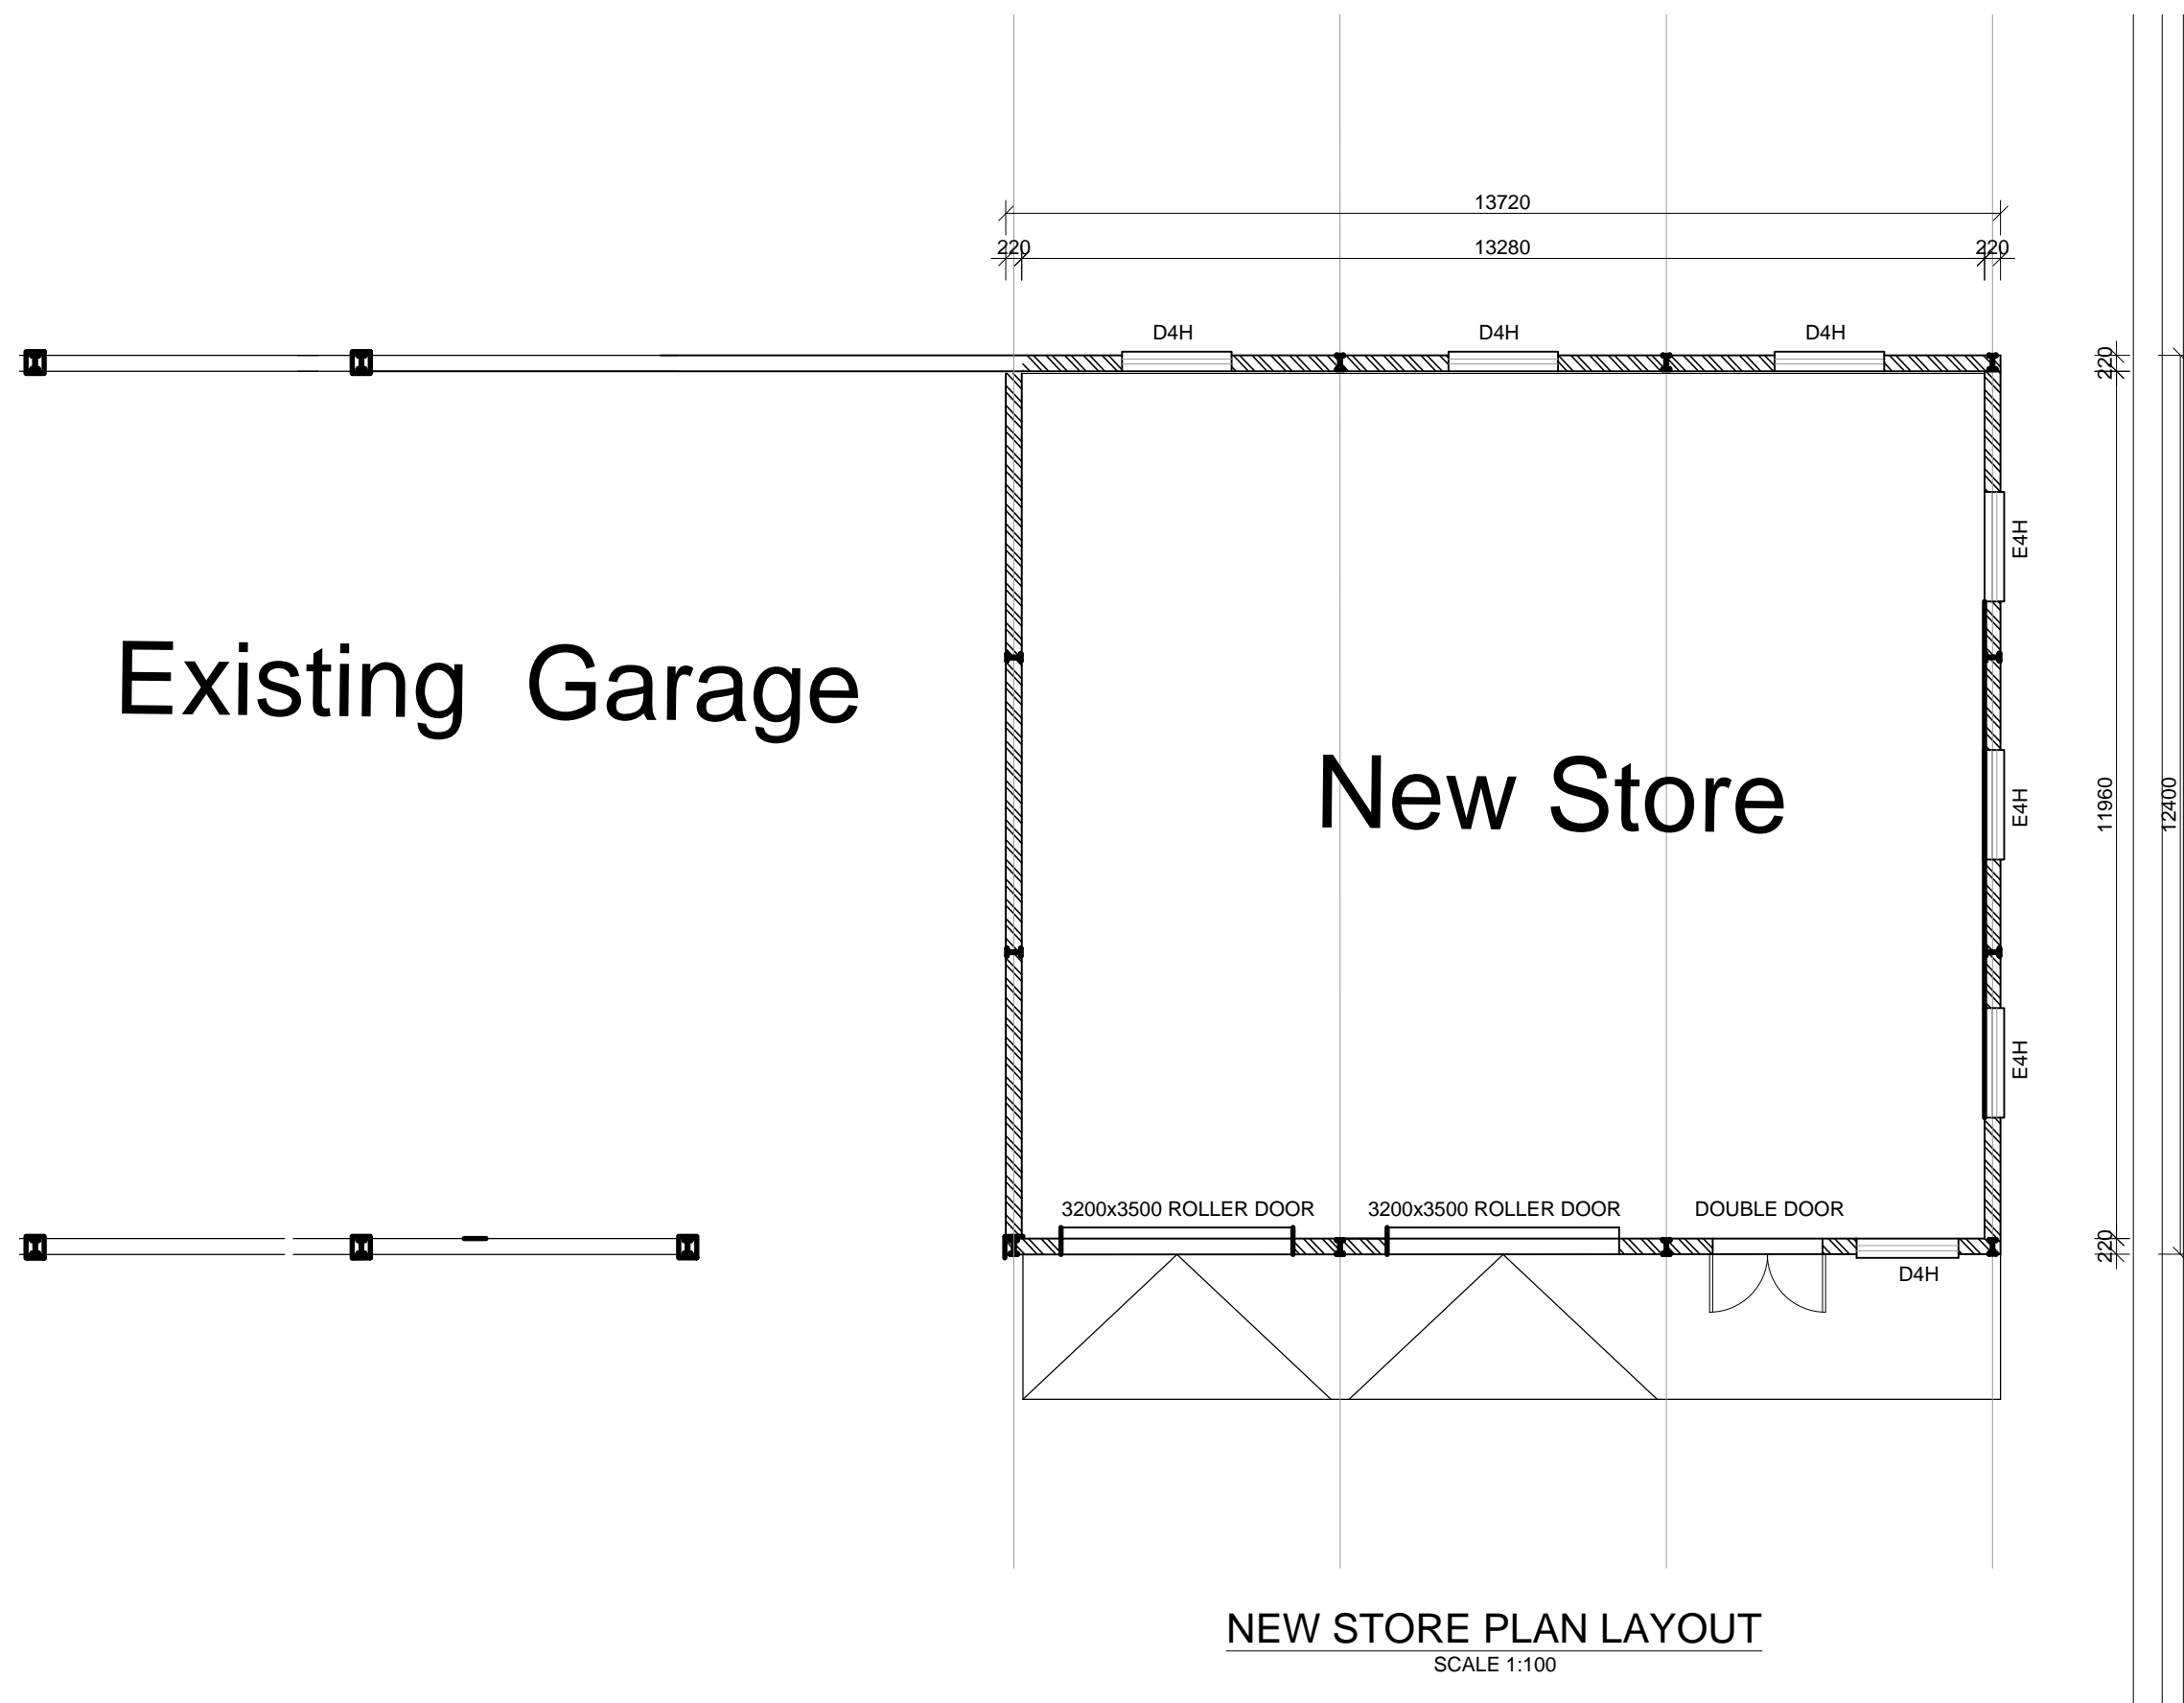 13720
220 13280 220
D4H D4H D4H
220
E4H
Existing Garage
New Store
E4H
11960
12400
E4H
3200x3500 ROLLER DOOR 3200x3500 ROLLER DOOR DOUBLE DOOR
220
D4H
NEW STORE PLAN LAYOUT
SCALE 1:100